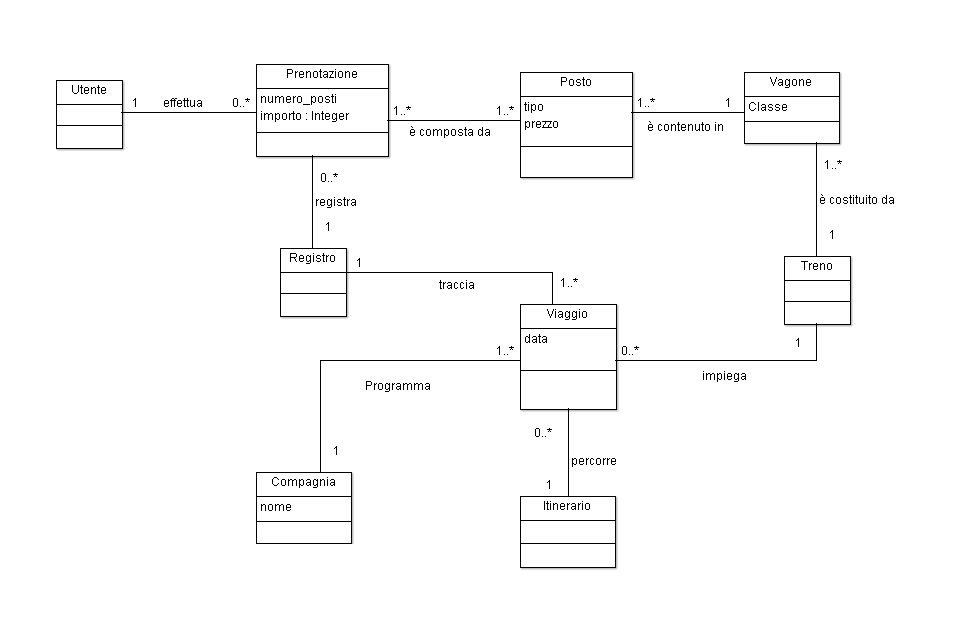 Utente
1
effettua
0..*
Prenotazione
numero_posti
importo : Integer
1..*
è composta da
1..*
Posto
tipo
prezzo
1..*
è contenuto in
1
Vagone
Classe
1..*
è costituito da
1
Treno
0..*
registra
1
Registro
1
traccia
1..*
Viaggio
data
0..*
impiega
1
1..*
Programma
1
Compagnia
nome
0..*
percorre
1
Itinerario